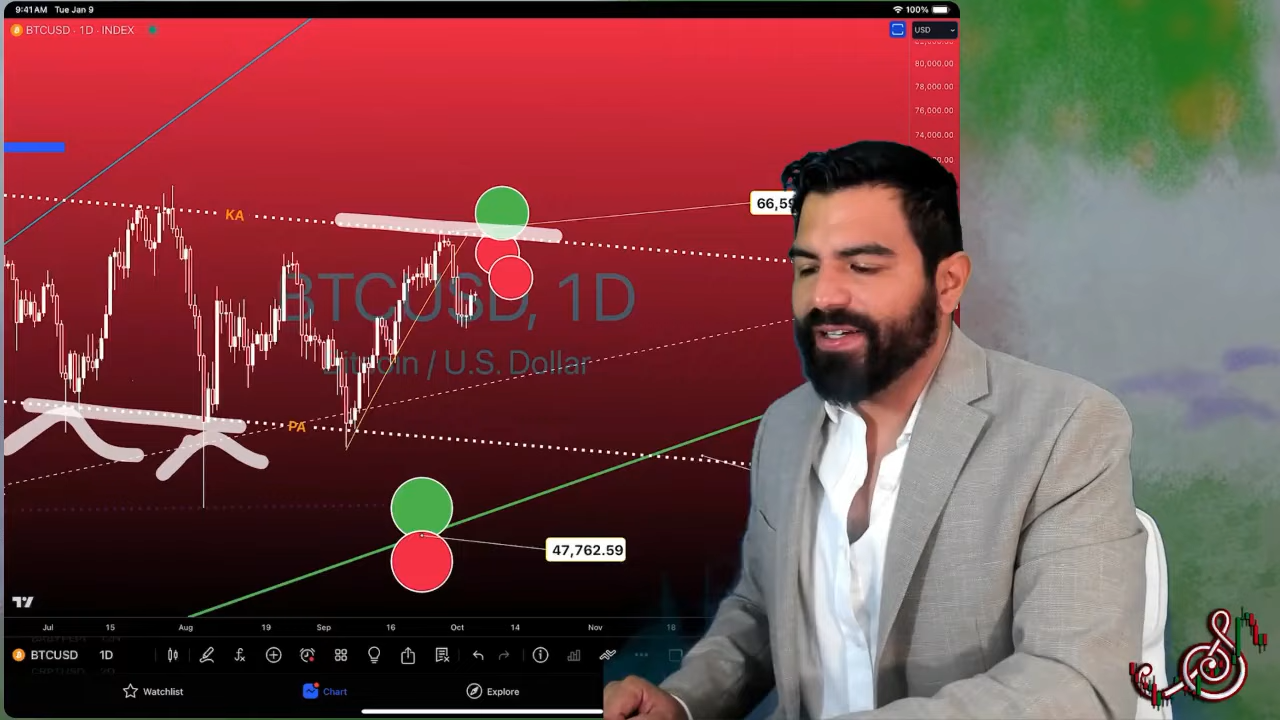 9:41AM Tue Jan 9
100%
BTCUSD · 1D · INDEX
USD
80,000.00
78,000.00
76,000.00
74,000.00
KA
66,59
BTCUSD, 1D
Bitcoin / U.S. Dollar
PA
47,762.59
Jul 15 Aug 19 Sep 16 Oct 14 Nov 18
BTCUSD 1D
Watchlist Chart Explore